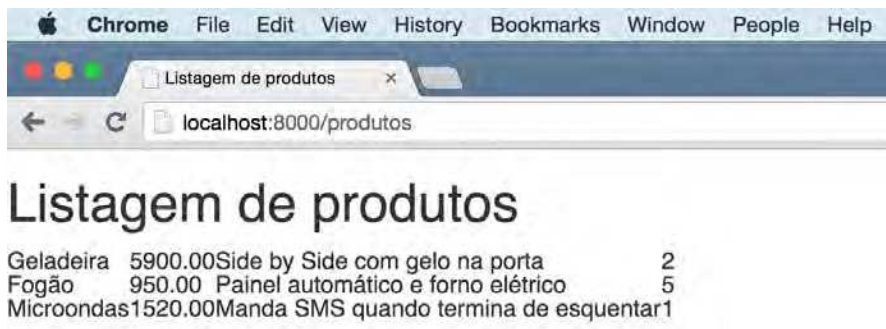 Chrome File Edit View History Bookmarks Window People Help
Listagem de produtos
localhost:8000/produtos
Listagem de produtos
Geladeira 5900.00Side by Side com gelo na porta 2
Fogão 950.00 Painel automático e forno elétrico 5
Microondas1520.00Manda SMS quando termina de esquentar1